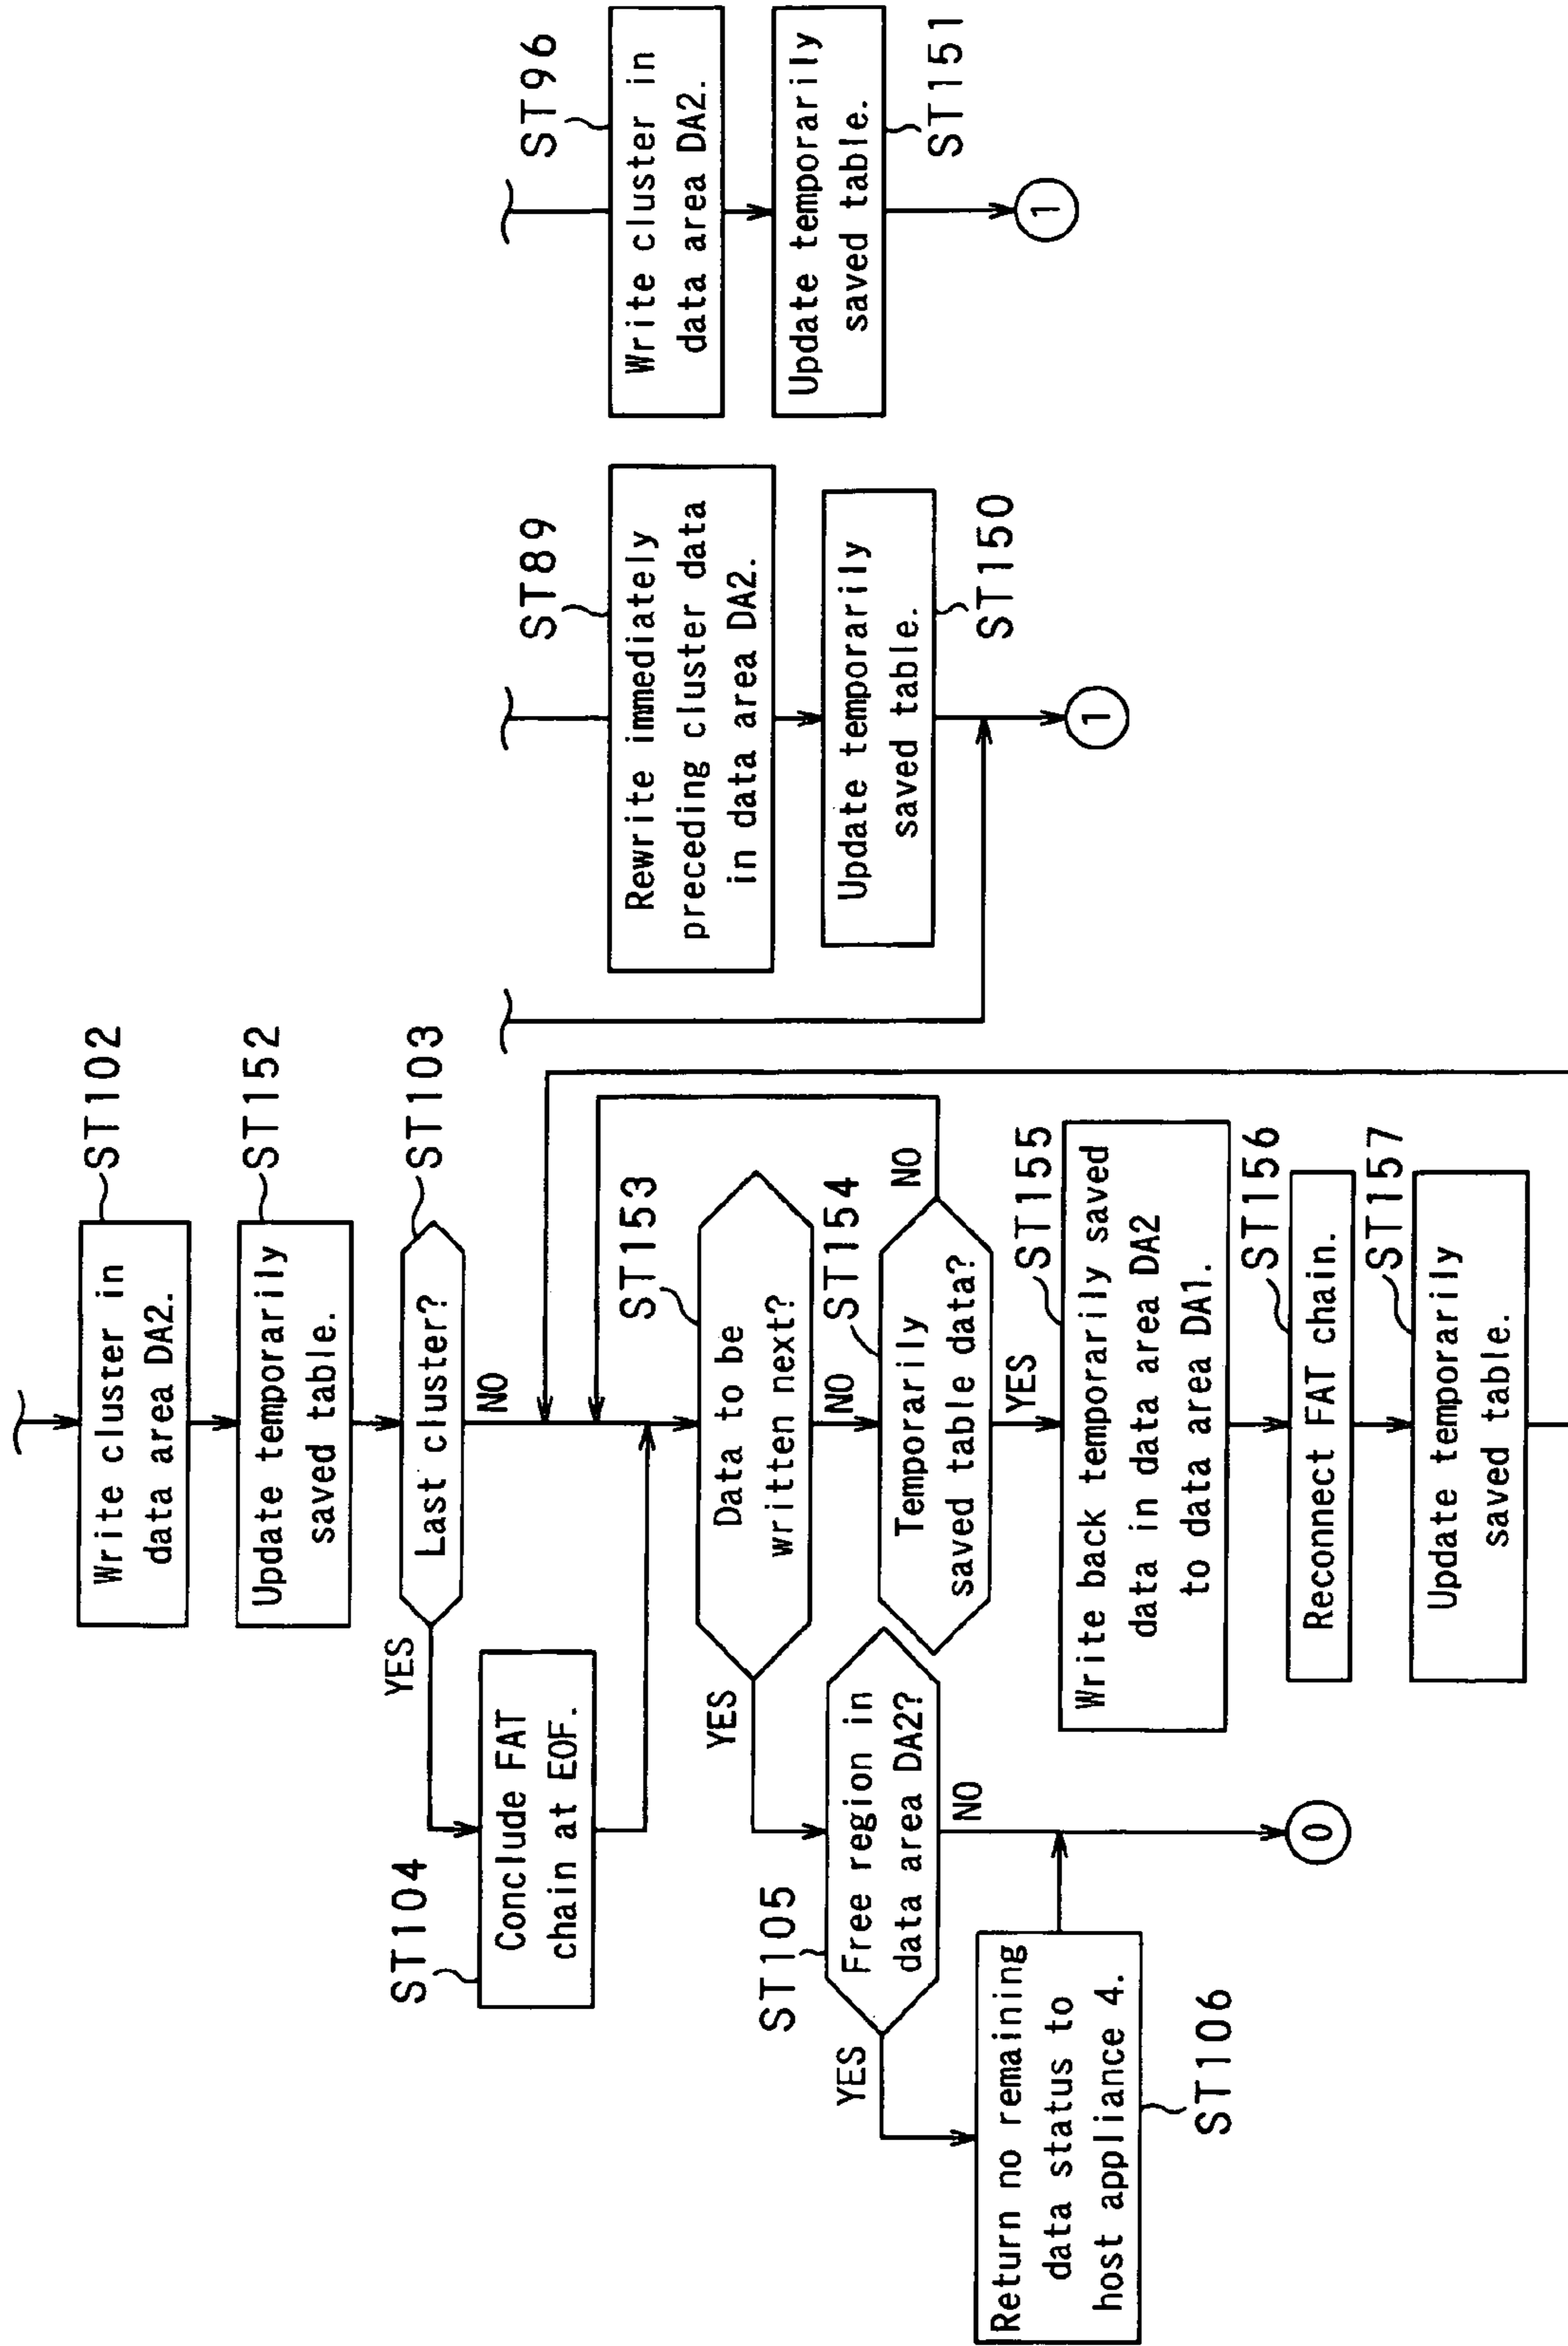 ST102
Write cluster in
data area DA2.
ST152
Update temporarily
saved table.
ST103
Last cluster?
YES
NO
ST104
Conclude FAT
chain at EOF.
ST153
Data to be
written next?
YES
NO
ST105
Free region in
data area DA2?
YES
NO
ST106
Return no remaining
data status to
host appliance 4.
0
ST154
Temporarily
saved table data?
NO
YES
ST155
Write back temporarily saved
data in data area DA2
to data area DA1.
ST156
Reconnect FAT chain.
ST157
Update temporarily
saved table.
ST89
Rewrite immediately
preceding cluster data
in data area DA2.
Update temporarily
saved table.
ST150
1
ST96
Write cluster in
data area DA2.
Update temporarily
saved table.
ST151
1